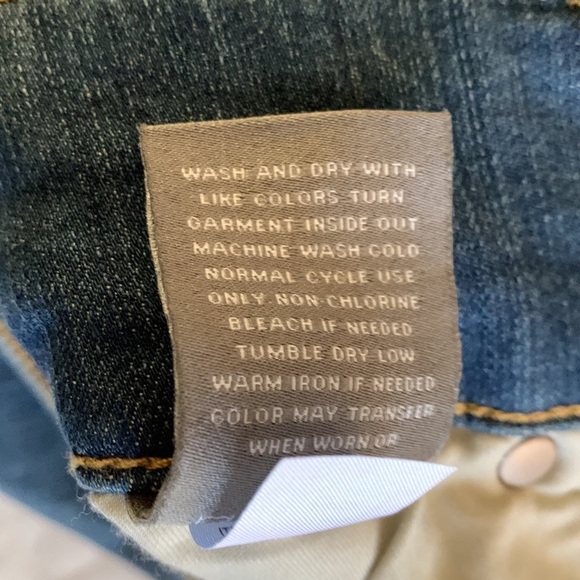 WASH AND DRY WITH
LIKE COLORS TURN
GARMENT INSIDE OUT
MACHINE WASH COLD
NORMAL CYCLE USE
ONLY NON CHLORINE
BLEACH IF NEEDED
TUMBLE DRY LOW
WARM IRON IF NEEDED
COLOR MAY TRANSFER
WHEN WORN OR